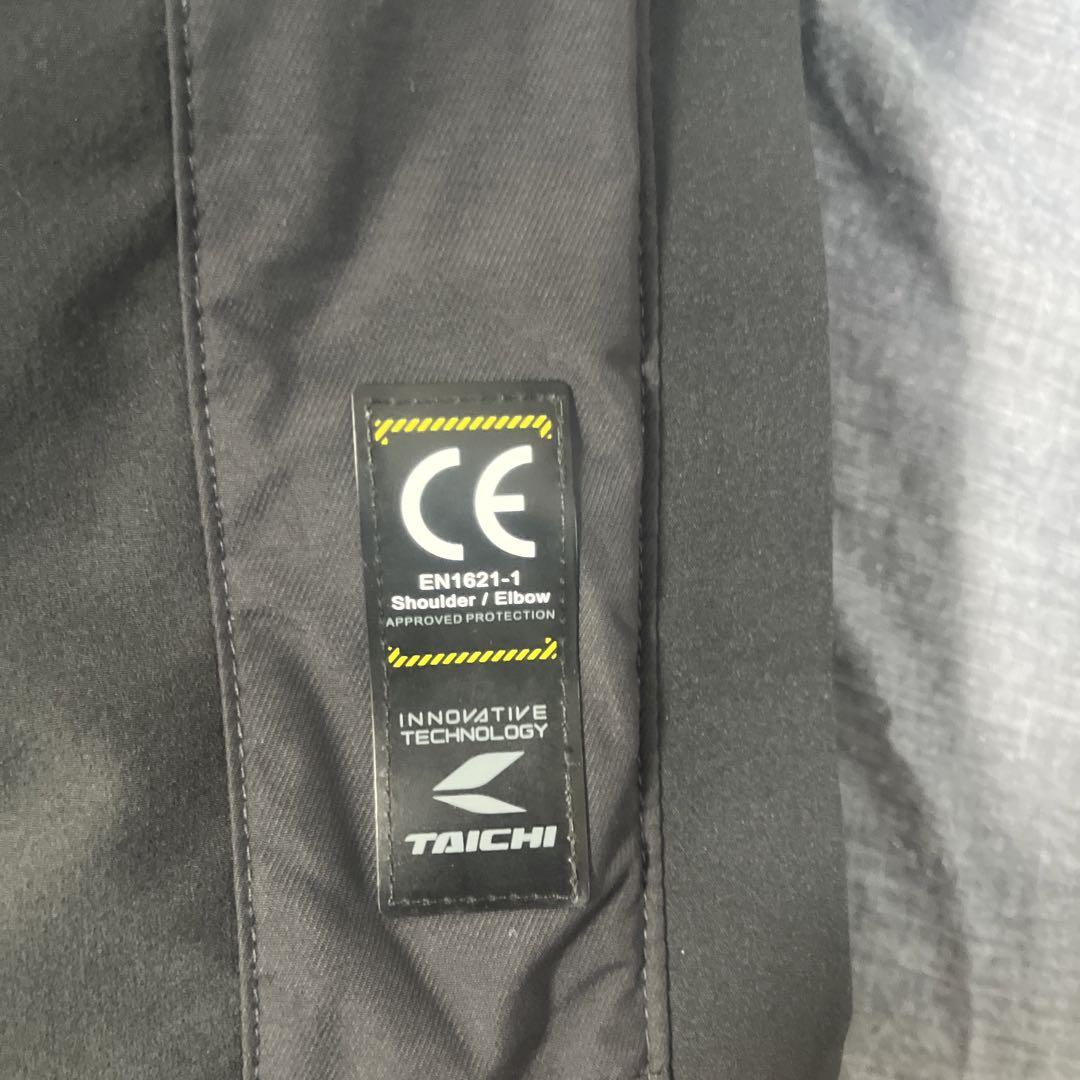 CE
EN1621-1
Shoulder / Elbow
APPROVED PROTECTION
INNOVATIVE
TECHNOLOGY
TAICHI